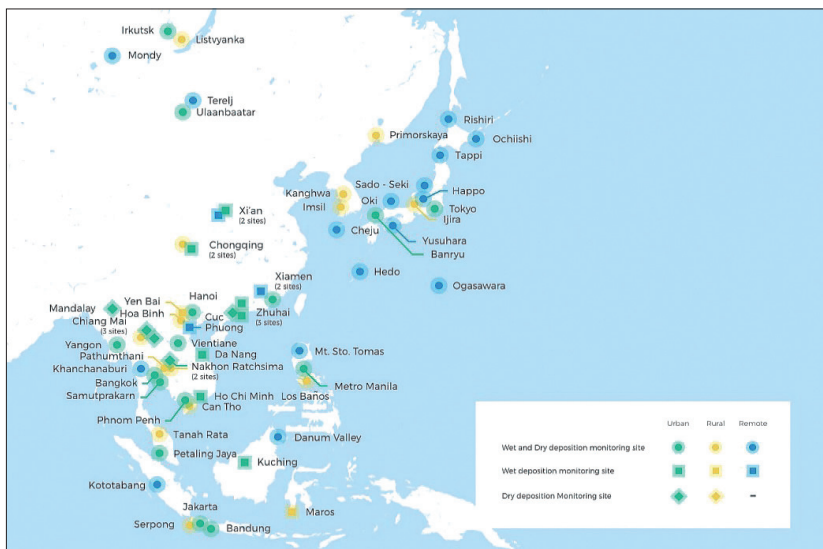 Irkutsk
Listvyanka
Mondy
Terelj
Ulaanbaatar
Rishiri
Primorskaya
Ochiishi
Tappi
Sado - Seki
Kanghwa
Happo
Oki
Imsil
Tokyo
Ijira
Xi'an
(2 sites)
Cheju
Yusuhara
Banryu
Chongqing
(2 sites)
Hedo
Xiamen
(2 sites)
Ogasawara
Yen Bai
Hanoi
Mandalay
Hoa Binh
Cuc
Zhuhai
(3 sites)
Chiang Mai
(3 sites)
Phuong
Yangon
Vientiane
Pathumthani
Da Nang
Mt. Sto. Tomas
Khanchanaburi
Nakhon Ratchsima
(2 sites)
Bangkok
Metro Manila
Samutprakarn
Ho Chi Minh
Los Baños
Can Tho
Phnom Penh
Tanah Rata
Danum Valley
Petaling Jaya
Kuching
Kototabang
Jakarta
Maros
Serpong
Bandung
Urban Rural Remote
Wet and Dry deposition monitoring site
Wet deposition monitoring site
Dry deposition Monitoring site –